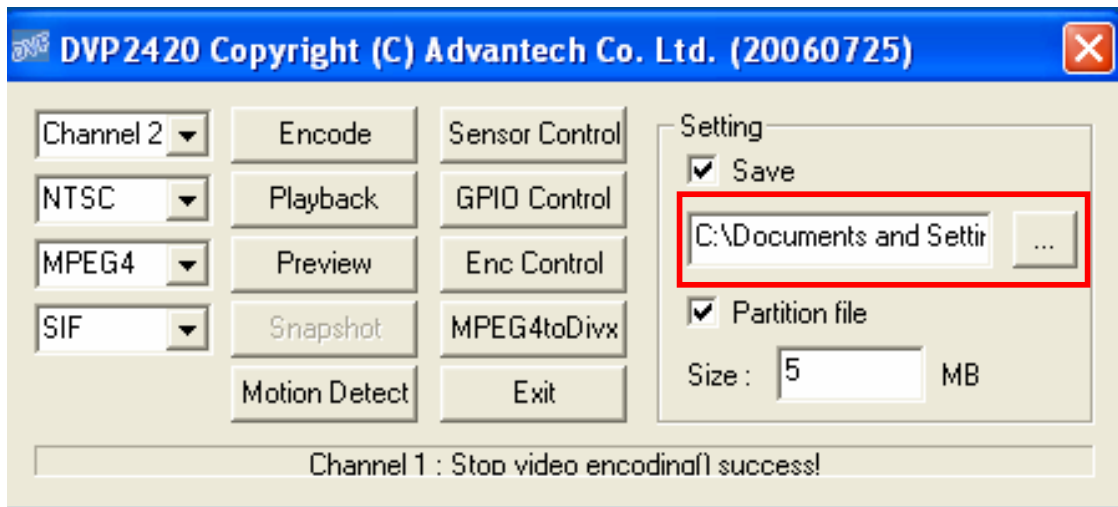 DVP2420 Copyright (C) Advantech Co. Ltd. (20060725)
Channel 2
Encode
Sensor Control
NTSC
Playback
GPIO Control
MPEG4
Preview
Enc Control
SIF
Snapshot
MPEG4toDivx
Motion Detect
Exit
Setting
Save
C:\Documents and Settir
...
Partition file
Size : 5 MB
Channel 1 : Stop video encoding() success!